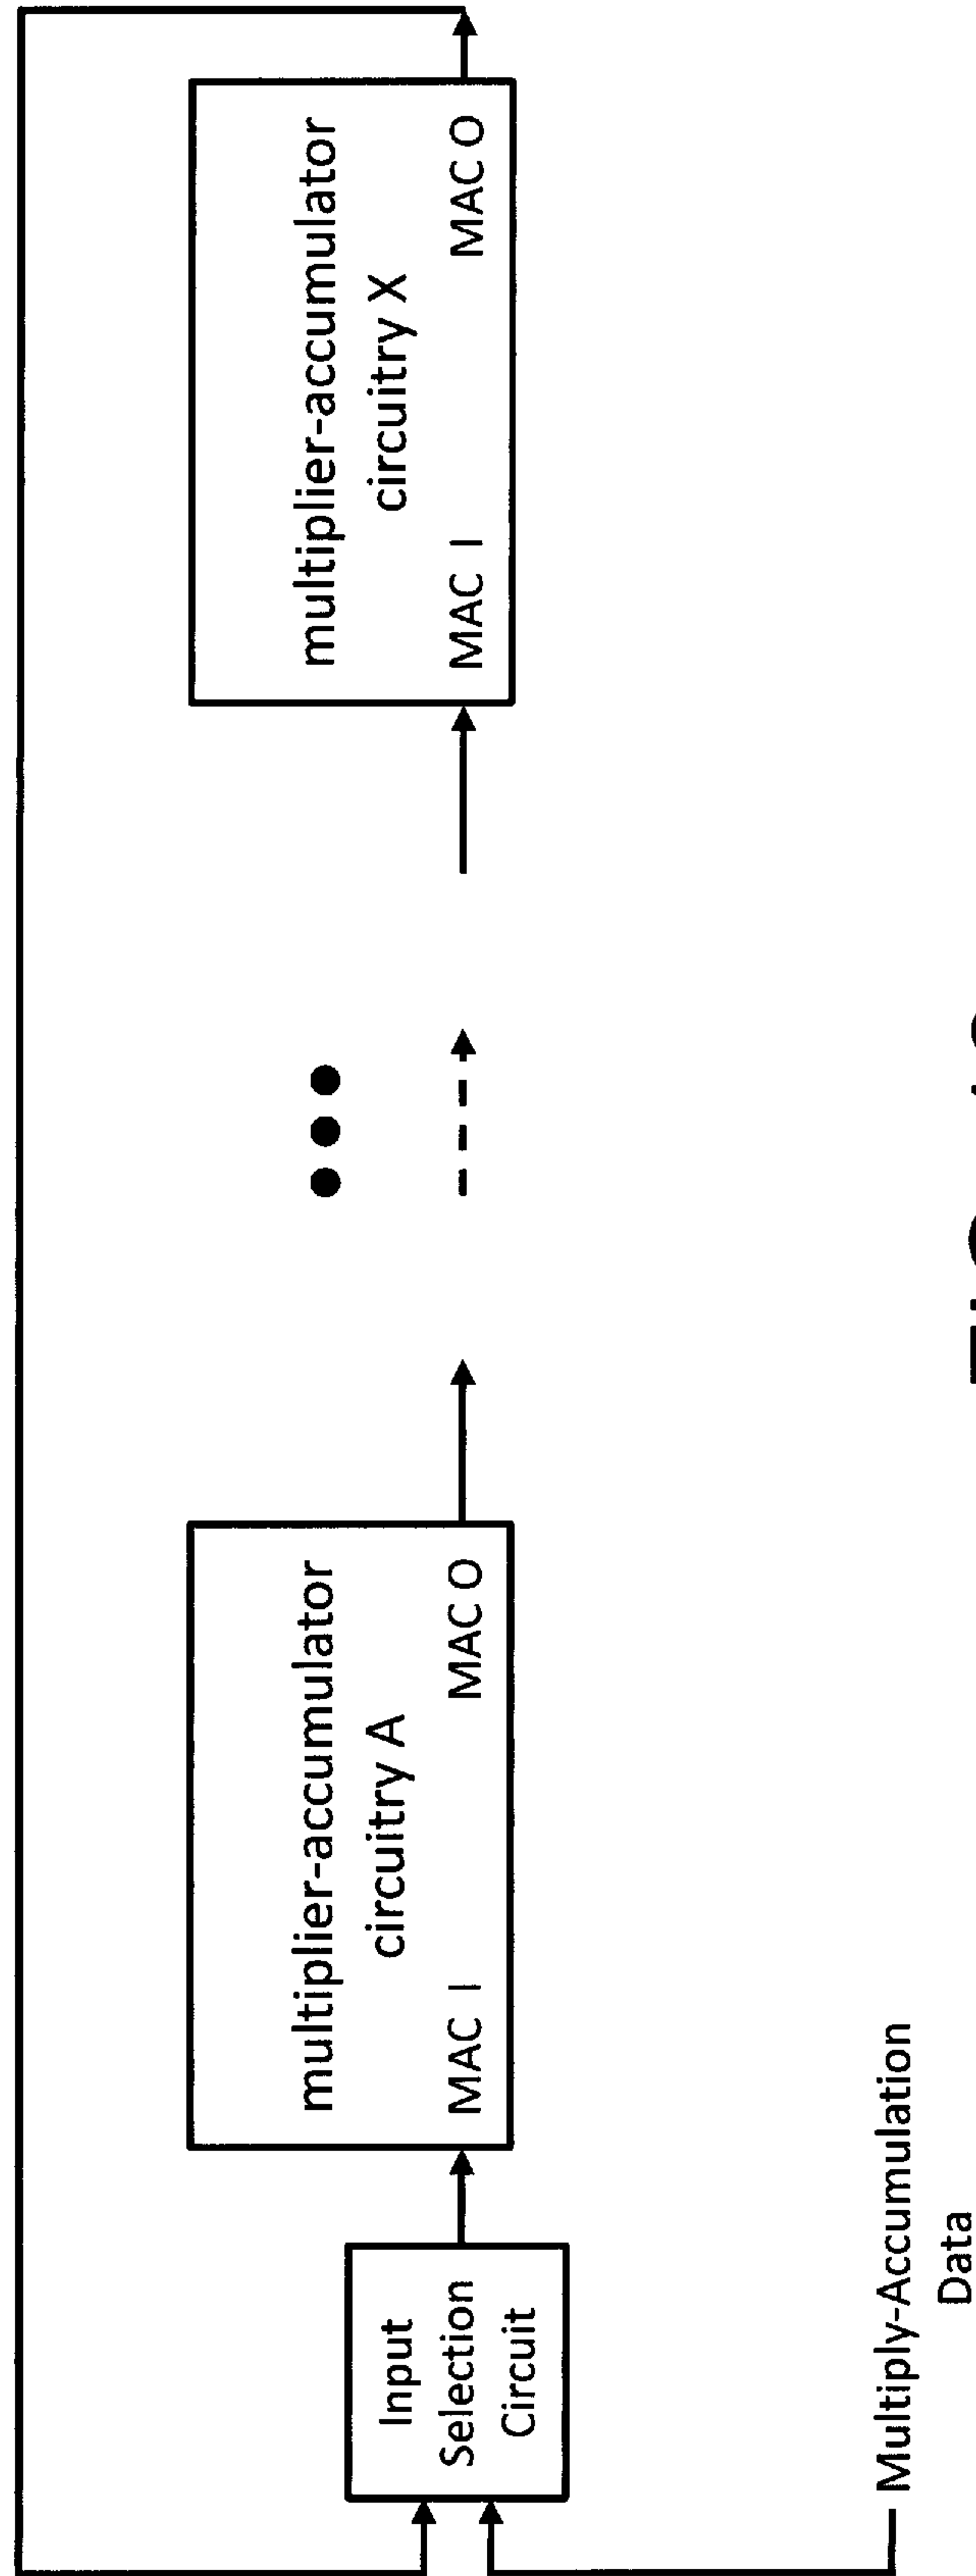 Input
Selection
Circuit
multiplier-accumulator
circuitry A
MAC I
MAC O
multiplier-accumulator
circuitry X
MAC I
MAC O
Multiply-Accumulation
Data